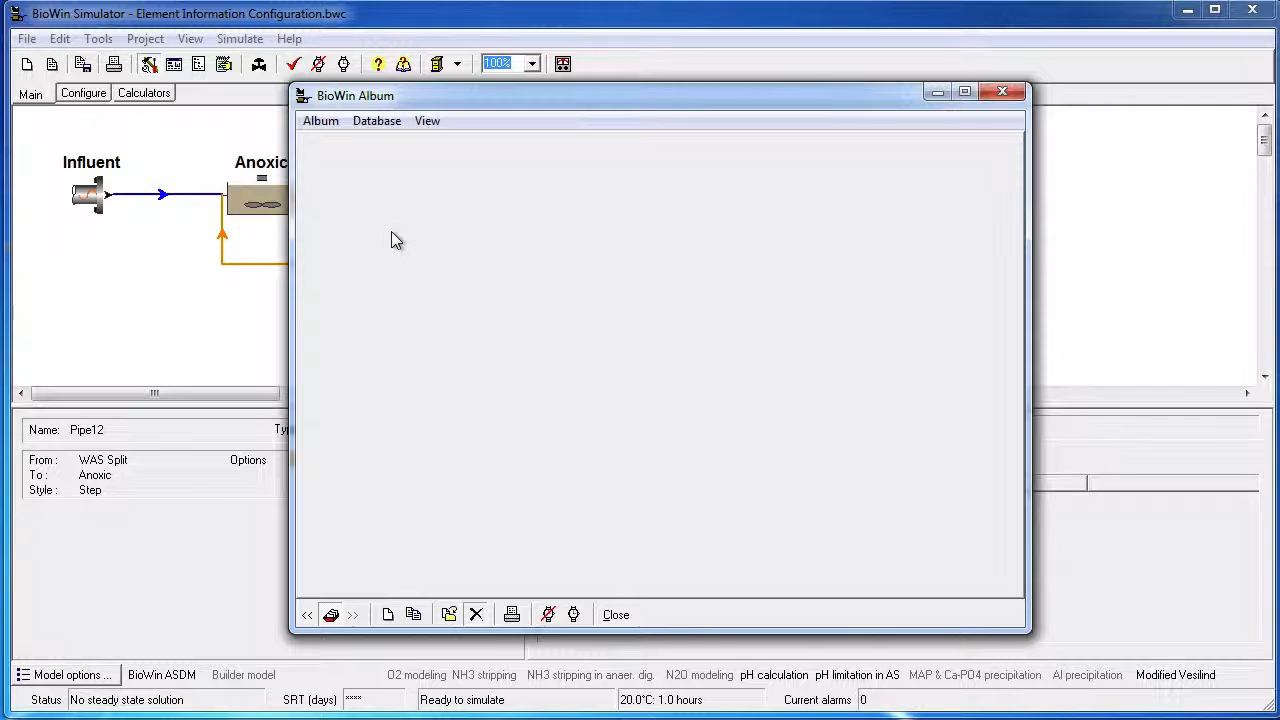 BioWin Simulator - Element Information Configuration.bwc
File Edit Tools Project View Simulate Help
100%
Main Configure Calculators
BioWin Album
Album Database View
Influent
Anoxic
Name: Pipe12
From : WAS Split Options
To : Anoxic
Style : Step
<< >> Close
Model options ... BioWin ASDM Builder model O2 modeling NH3 stripping NH3 stripping in anaer. dig N2O modeling pH calculation pH limitation in AS MAP & Ca-PO4 precipitation Al precipitation Modified Vesilind
Status: No steady state solution SRT (days) **** Ready to simulate 20.0°C: 1.0 hours Current alarms 0